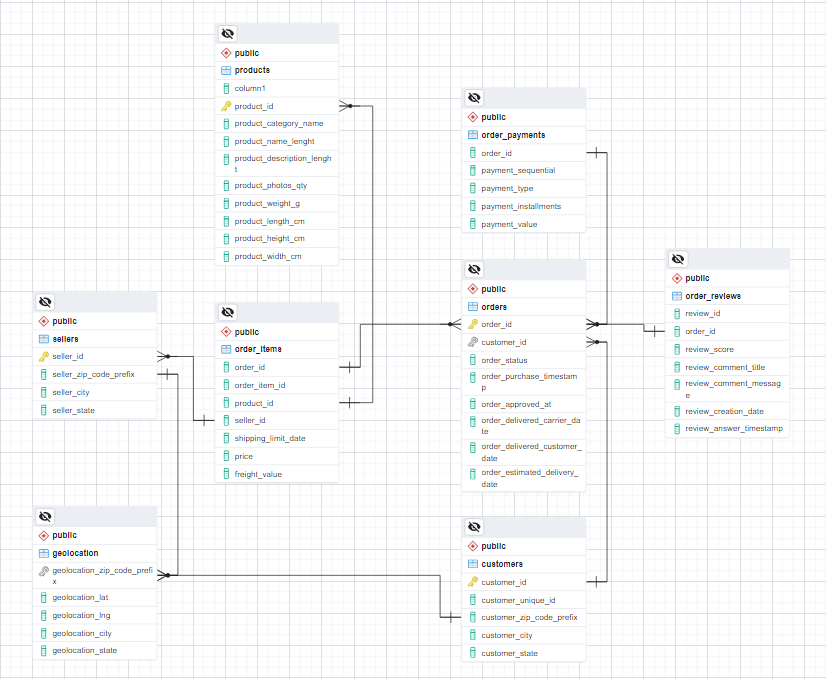 public
products
column1
product_id
product_category_name
product_name_lenght
product_description_lengh
t
product_photos_qty
product_weight_g
product_length_cm
product_height_cm
product_width_cm
public
order_payments
order_id
payment_sequential
payment_type
payment_installments
payment_value
public
order_reviews
review_id
order_id
review_score
review_comment_title
review_comment_messag
e
review_creation_date
review_answer_timestamp
public
orders
order_id
customer_id
order_status
order_purchase_timestam
p
order_approved_at
order_delivered_carrier_da
te
order_delivered_customer_
date
order_estimated_delivery_
date
public
sellers
seller_id
seller_zip_code_prefix
seller_city
seller_state
public
order_items
order_id
order_item_id
product_id
seller_id
shipping_limit_date
price
freight_value
public
geolocation
geolocation_zip_code_prefi
x
geolocation_lat
geolocation_lng
geolocation_city
geolocation_state
public
customers
customer_id
customer_unique_id
customer_zip_code_prefix
customer_city
customer_state